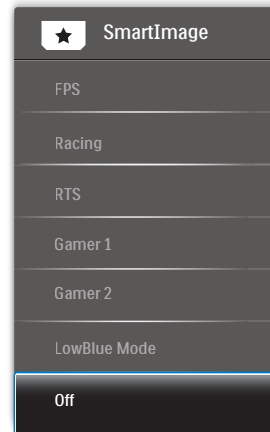 SmartImage
FPS
Racing
RTS
Gamer 1
Gamer 2
LowBlue Mode
Off